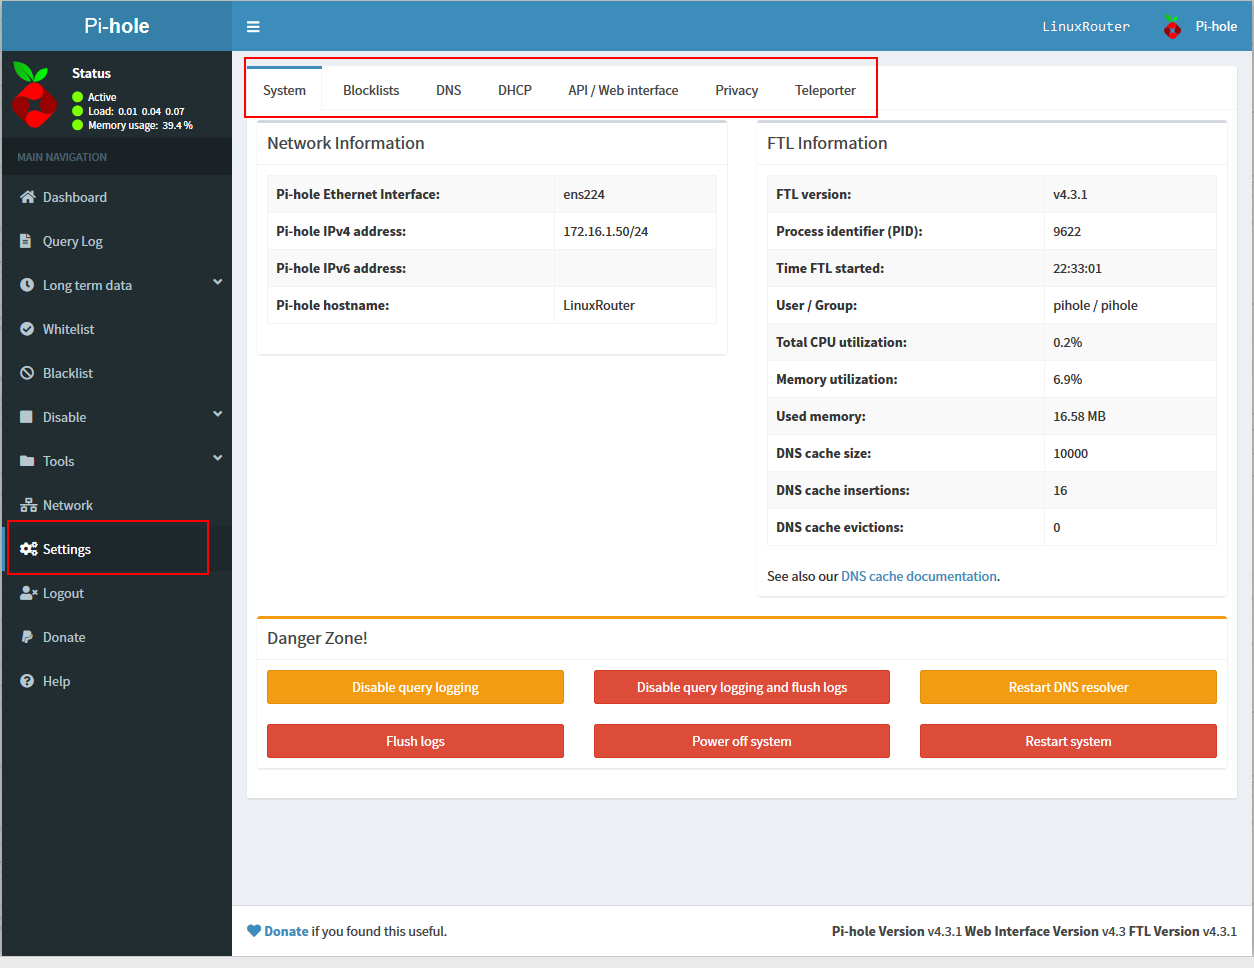 Pi-hole
LinuxRouter
Pi-hole
Status
Active
Load: 0.01 0.04 0.07
Memory usage: 39.4 %
MAIN NAVIGATION
Dashboard
Query Log
Long term data
Whitelist
Blacklist
Disable
Tools
Network
Settings
Logout
Donate
Help
System Blocklists DNS DHCP API / Web interface Privacy Teleporter
Network Information
Pi-hole Ethernet Interface: ens224
Pi-hole IPv4 address: 172.16.1.50/24
Pi-hole IPv6 address:
Pi-hole hostname: LinuxRouter
FTL Information
FTL version: v4.3.1
Process identifier (PID): 9622
Time FTL started: 22:33:01
User / Group: pihole / pihole
Total CPU utilization: 0.2%
Memory utilization: 6.9%
Used memory: 16.58 MB
DNS cache size: 10000
DNS cache insertions: 16
DNS cache evictions: 0
See also our DNS cache documentation.
Danger Zone!
Disable query logging Disable query logging and flush logs Restart DNS resolver
Flush logs Power off system Restart system
Donate if you found this useful.
Pi-hole Version v4.3.1 Web Interface Version v4.3 FTL Version v4.3.1